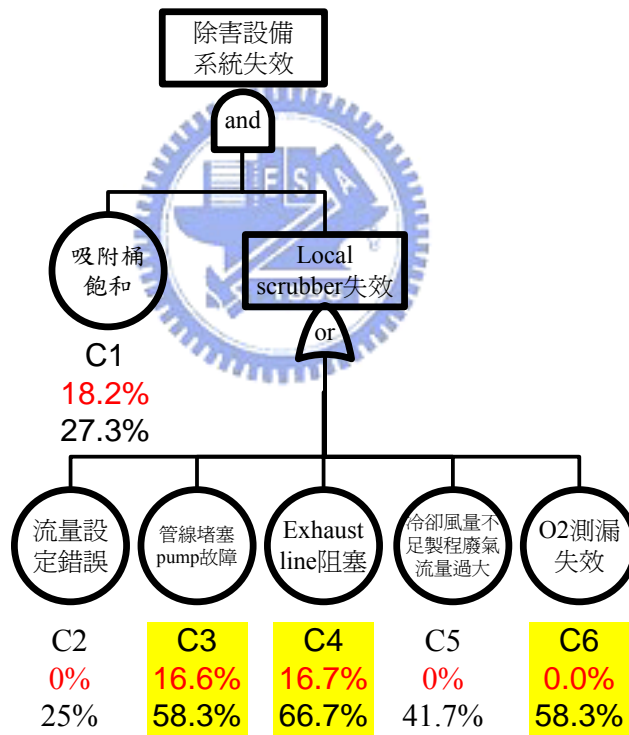 除害設備
系統失效
and
吸附桶
飽和
Local
scrubber失效
or
C1
18.2%
27.3%
流量設
定錯誤
管線堵塞
pump故障
Exhaust
line阻塞
冷卻風量不
足製程廢氣
流量過大
O2測漏
失效
C2
0%
25%
C3
16.6%
58.3%
C4
16.7%
66.7%
C5
0%
41.7%
C6
0.0%
58.3%